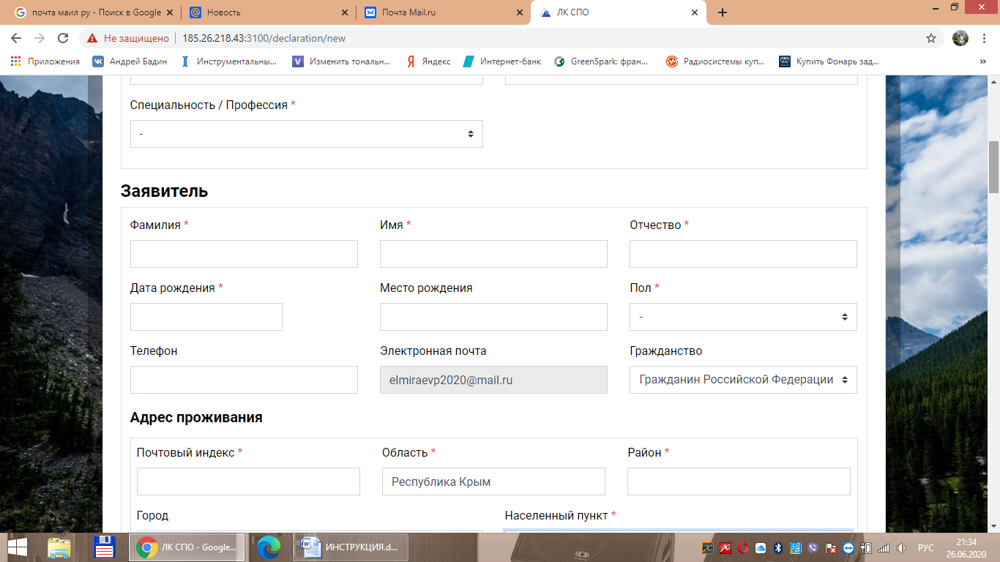 почта маил ру - Поиск в Google
Новость
Почта Mail.ru
ЛК СПО
Не защищено
185.26.218.43:3100/declaration/new
Приложения
Андрей Бадин
Инструментальны...
Изменить тональн...
Яндекс
Интернет-банк
GreenSpark: фран...
Радиосистемы куп...
Купить Фонарь зад...
»
Специальность / Профессия *
-
Заявитель
Фамилия * Имя * Отчество *
Дата рождения * Место рождения Пол *
-
Телефон Электронная почта Гражданство
elmiraevp2020@mail.ru Гражданин Российской Федерации
Адрес проживания
Почтовый индекс * Область * Район *
Республика Крым
Город Населенный пункт *
ЛК СПО - Google...
ИНСТРУКЦИЯ.d...
РУС
21:34
26.06.2020